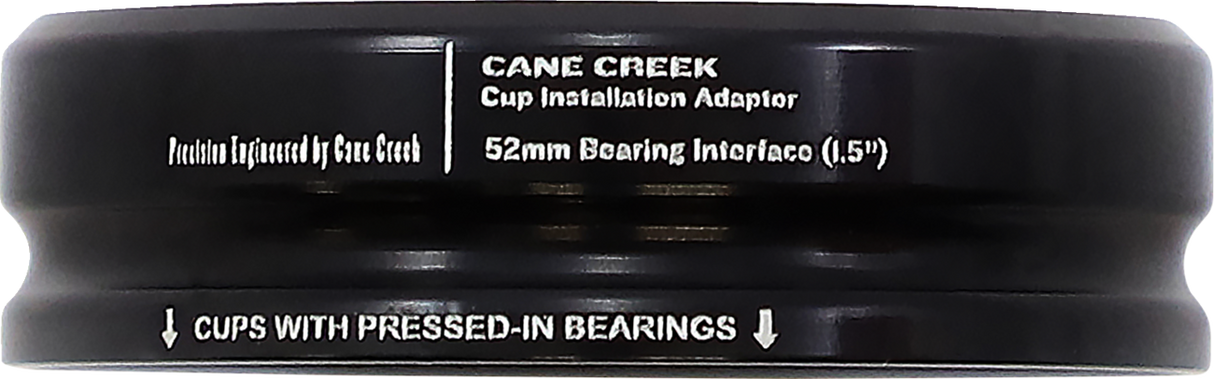 CANE CREEK
Cup Installation Adaptor
Precision Engineered by Cane Creek
52mm Bearing Interface (1.5")
CUPS WITH PRESSED-IN BEARINGS